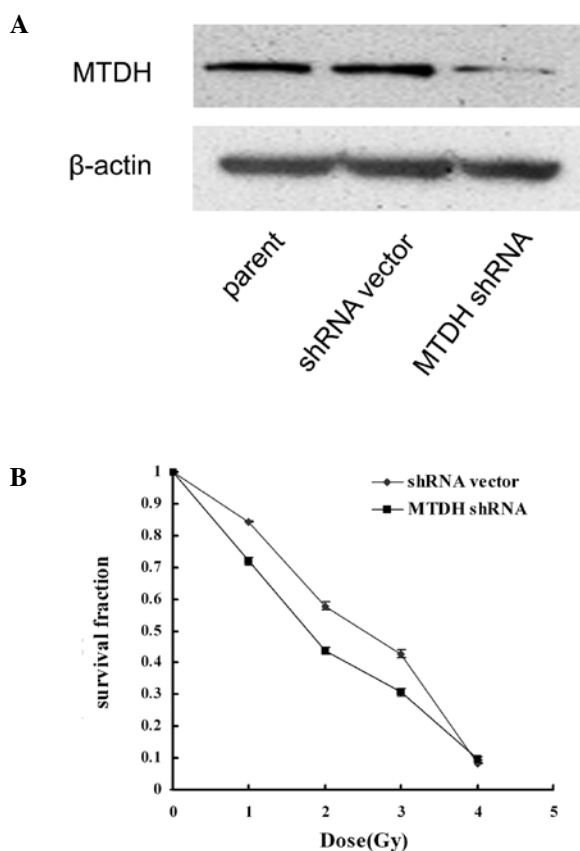 A
MTDH
β-actin
parent
shRNA vector
MTDH shRNA
B
shRNA vector
MTDH shRNA
survival fraction
1
0.9
0.8
0.7
0.6
0.5
0.4
0.3
0.2
0.1
0
0 1 2 3 4 5
Dose(Gy)